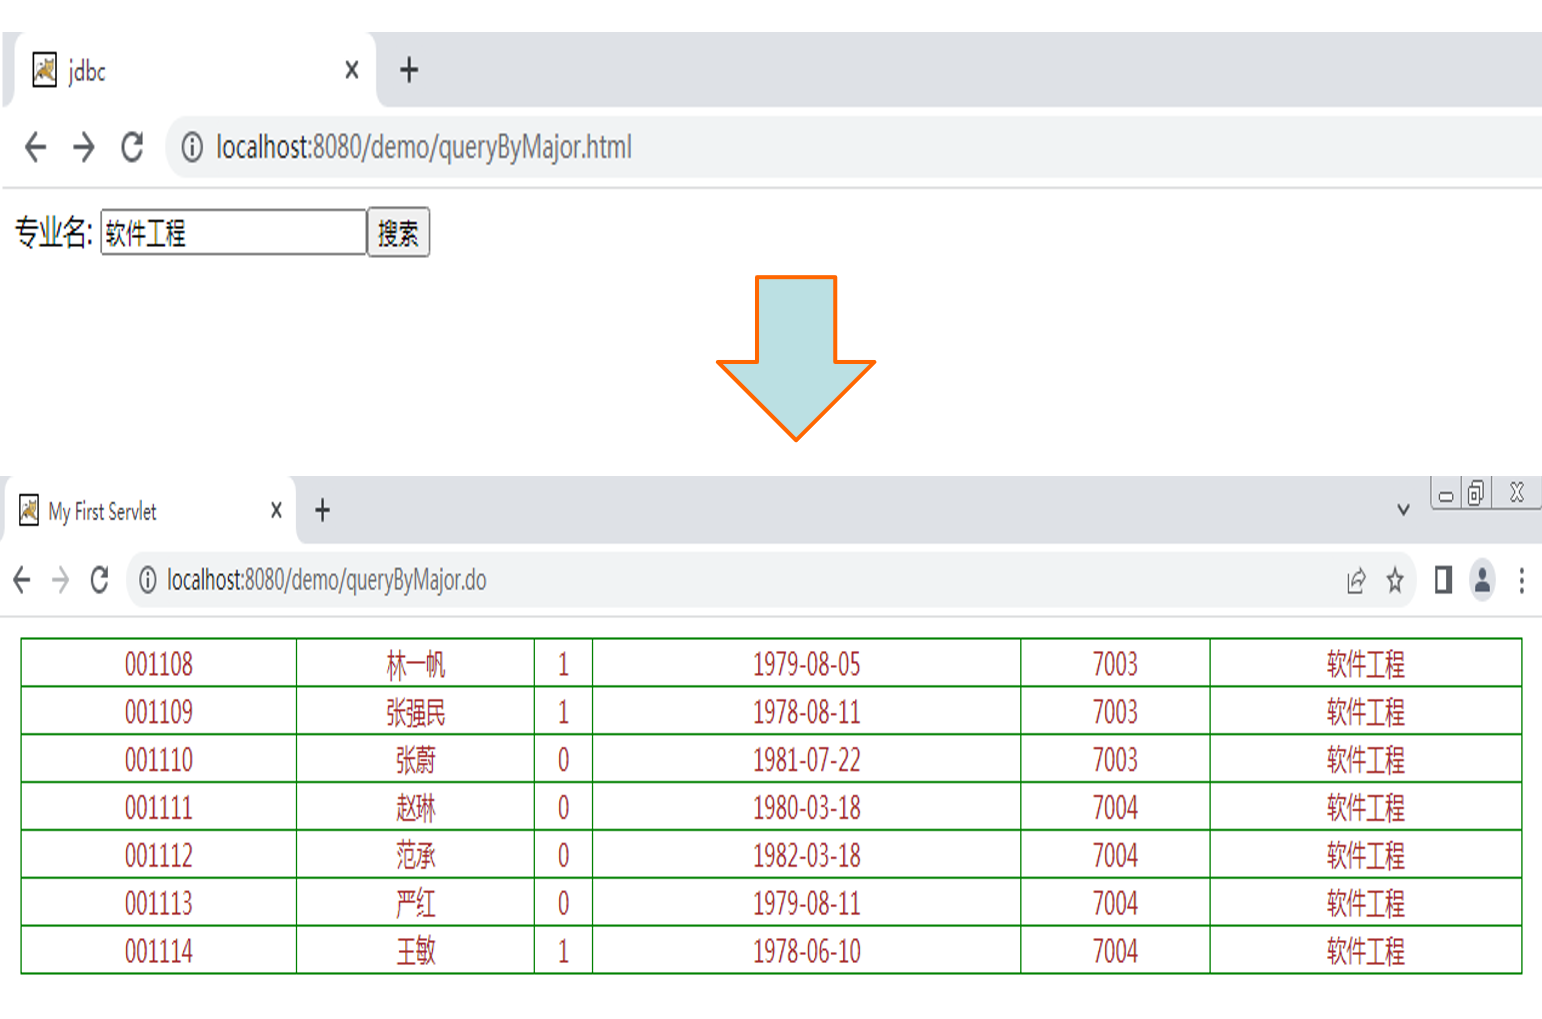 jdbc
localhost:8080/demo/queryByMajor.html
专业名: 软件工程 搜索
My First Servlet
localhost:8080/demo/queryByMajor.do
001108 林一帆 1 1979-08-05 7003 软件工程
001109 张强民 1 1978-08-11 7003 软件工程
001110 张蔚 0 1981-07-22 7003 软件工程
001111 赵琳 0 1980-03-18 7004 软件工程
001112 范承 0 1982-03-18 7004 软件工程
001113 严红 0 1979-08-11 7004 软件工程
001114 王敏 1 1978-06-10 7004 软件工程